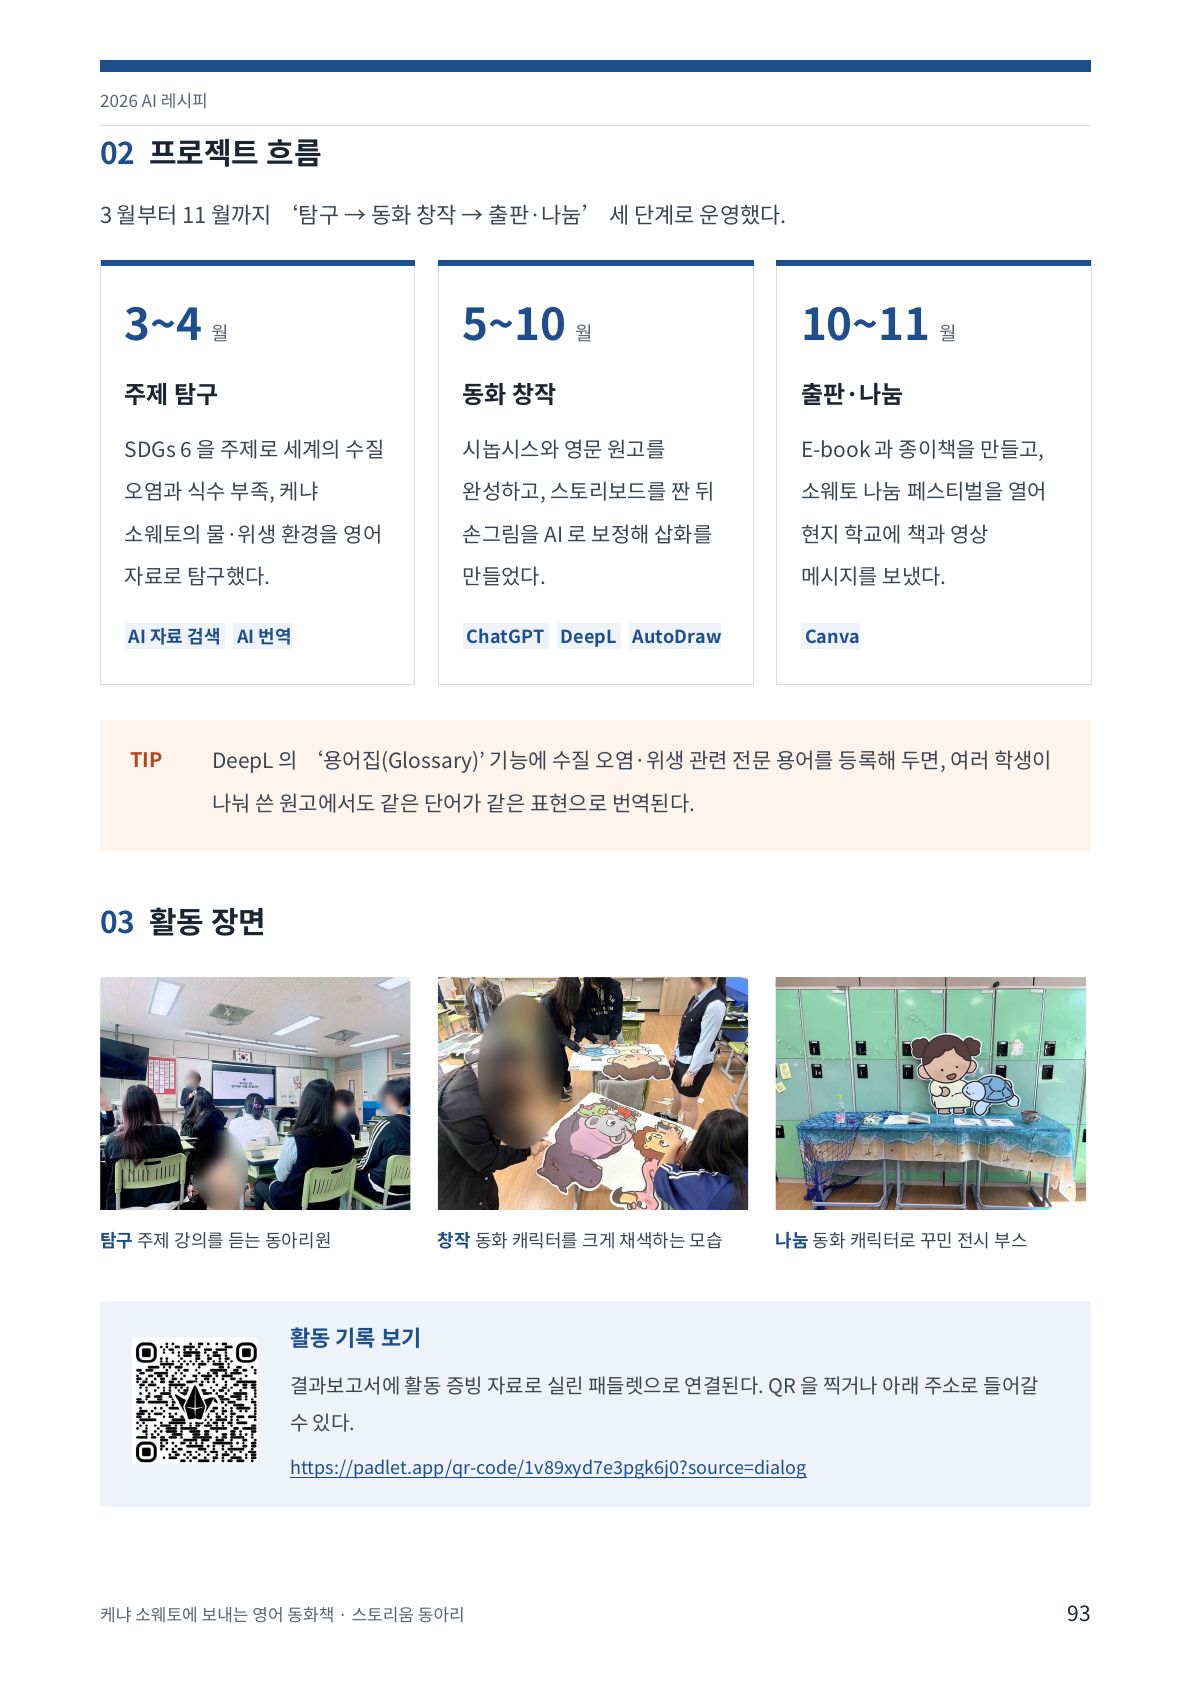 2026 AI 레시피
02 프로젝트 흐름
3월부터 11월까지 ‘탐구 → 동화 창작 → 출판·나눔’ 세 단계로 운영했다.
3~4 월
주제 탐구
SDGs 6을 주제로 세계의 수질
오염과 식수 부족, 케냐
소웨토의 물·위생 환경을 영어
자료로 탐구했다.
AI 자료 검색 AI 번역
5~10 월
동화 창작
시놉시스와 영문 원고를
완성하고, 스토리보드를 짠 뒤
손그림을 AI로 보정해 삽화를
만들었다.
ChatGPT DeepL AutoDraw
10~11 월
출판·나눔
E-book과 종이책을 만들고,
소웨토 나눔 페스티벌을 열어
현지 학교에 책과 영상
메시지를 보냈다.
Canva
TIP
DeepL의 ‘용어집(Glossary)’ 기능에 수질 오염·위생 관련 전문 용어를 등록해 두면, 여러 학생이
나눠 쓴 원고에서도 같은 단어가 같은 표현으로 번역된다.
03 활동 장면
탐구 주제 강의를 듣는 동아리원
창작 동화 캐릭터를 크게 채색하는 모습
나눔 동화 캐릭터로 꾸민 전시 부스
활동 기록 보기
결과보고서에 활동 증빙 자료로 실린 패들렛으로 연결된다. QR을 찍거나 아래 주소로 들어갈
수 있다.
https://padlet.app/qr-code/1v89xyd7e3pgk6j0?source=dialog
케냐 소웨토에 보내는 영어 동화책 · 스토리움 동아리
93